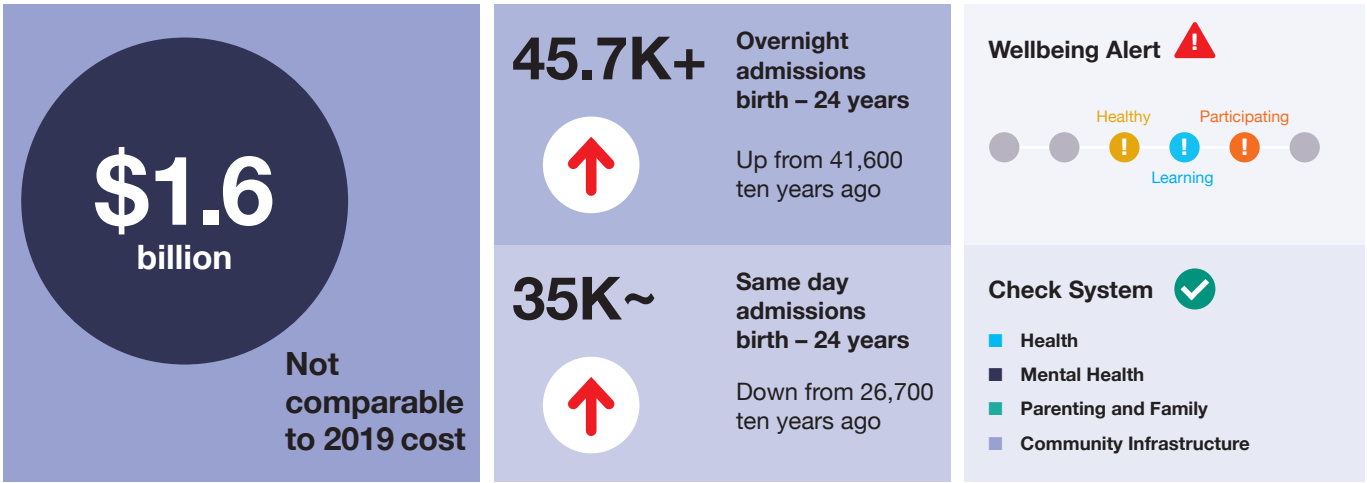 $1.6
billion
Not
comparable
to 2019 cost
45.7K+
Overnight
admissions
birth – 24 years
Up from 41,600
ten years ago
35K~
Same day
admissions
birth – 24 years
Down from 26,700
ten years ago
Wellbeing Alert !
Healthy
Participating
! ! !
Learning
Check System
Health
Mental Health
Parenting and Family
Community Infrastructure